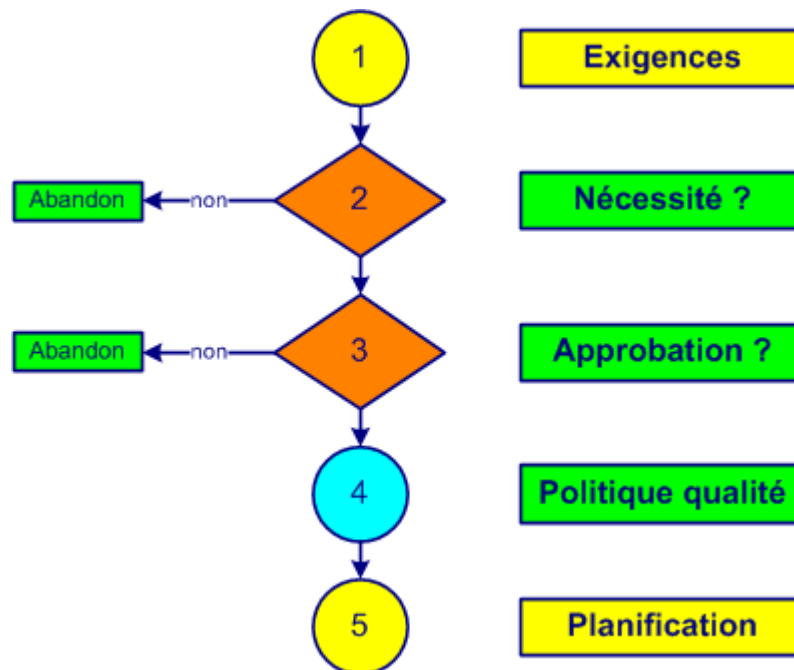 1 Exigences
Abandon non 2 Nécessité ?
Abandon non 3 Approbation ?
4 Politique qualité
5 Planification